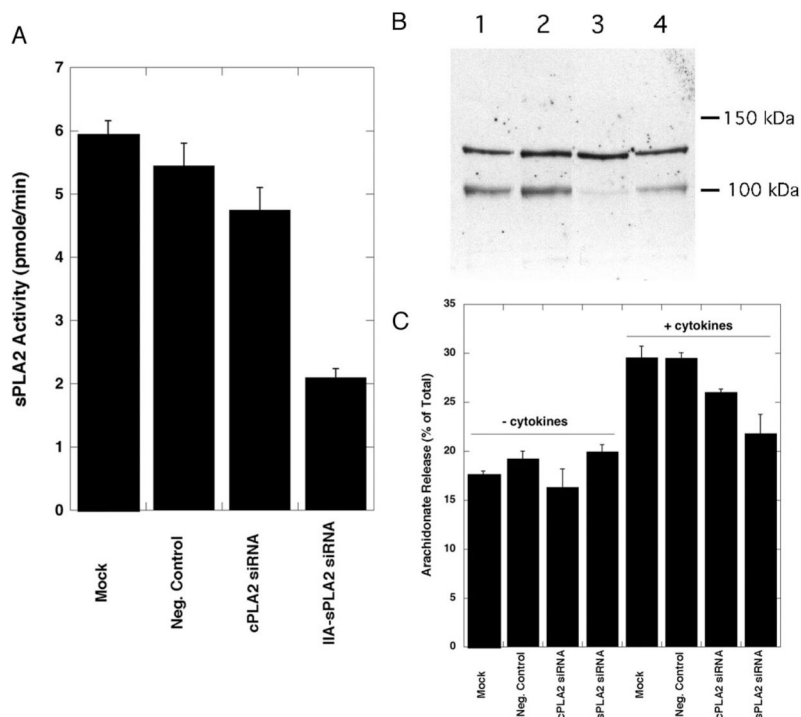 A
sPLA2 Activity (pmole/min)
7
6
5
4
3
2
1
0
Mock
Neg. Control
cPLA2 siRNA
IIA-sPLA2 siRNA
B
1 2 3 4
150 kDa
100 kDa
C
Arachidonate Release (% of Total)
35
30
25
20
15
10
5
0
- cytokines
+ cytokines
Mock
Neg. Control
cPLA2 siRNA
sPLA2 siRNA
Mock
Neg. Control
cPLA2 siRNA
sPLA2 siRNA